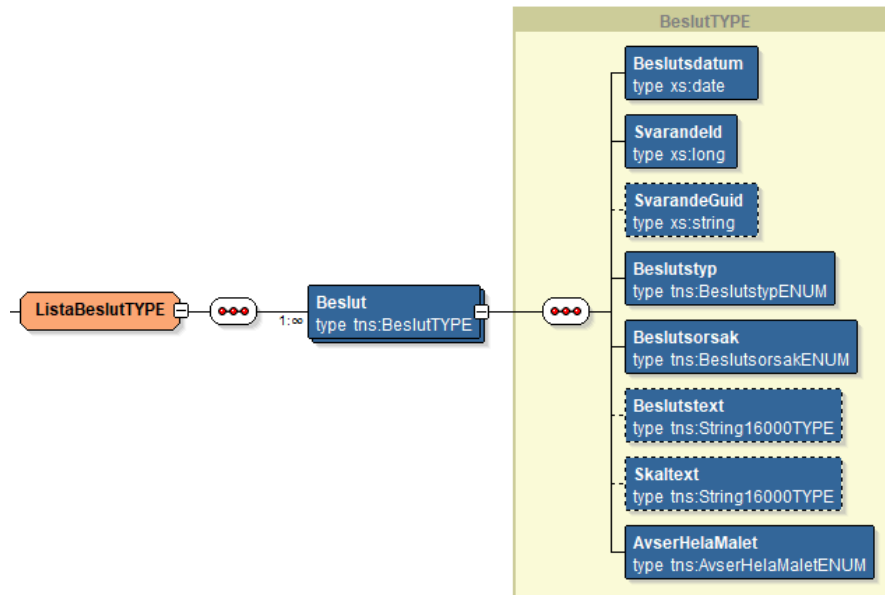 BeslutTYPE
Beslutsdatum
type xs:date
SvarandeId
type xs:long
SvarandeGuid
type xs:string
ListaBeslutTYPE
1:∞
Beslut
type tns:BeslutTYPE
Beslutstyp
type tns:BeslutstypENUM
Beslutsorsak
type tns:BeslutsorsakENUM
Beslutstext
type tns:String16000TYPE
Skaltext
type tns:String16000TYPE
AvserHelaMalet
type tns:AvserHelaMaletENUM